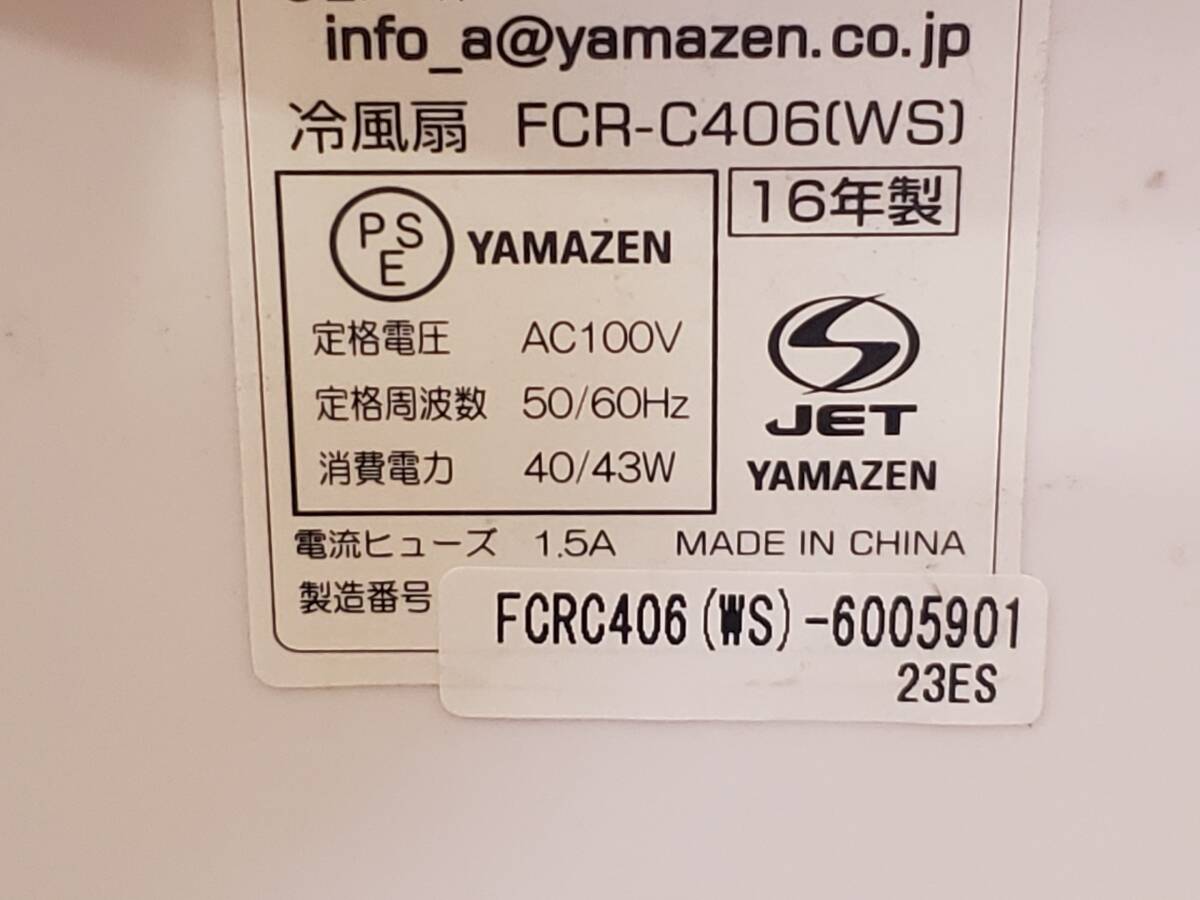 info_a@yamazen.co.jp
冷風扇 FCR-C406(WS)
PSE YAMAZEN
16年製
定格電圧 AC100V
定格周波数 50/60Hz
消費電力 40/43W
JET
YAMAZEN
電流ヒューズ 1.5A MADE IN CHINA
製造番号
FCRC406(WS)-6005901
23ES